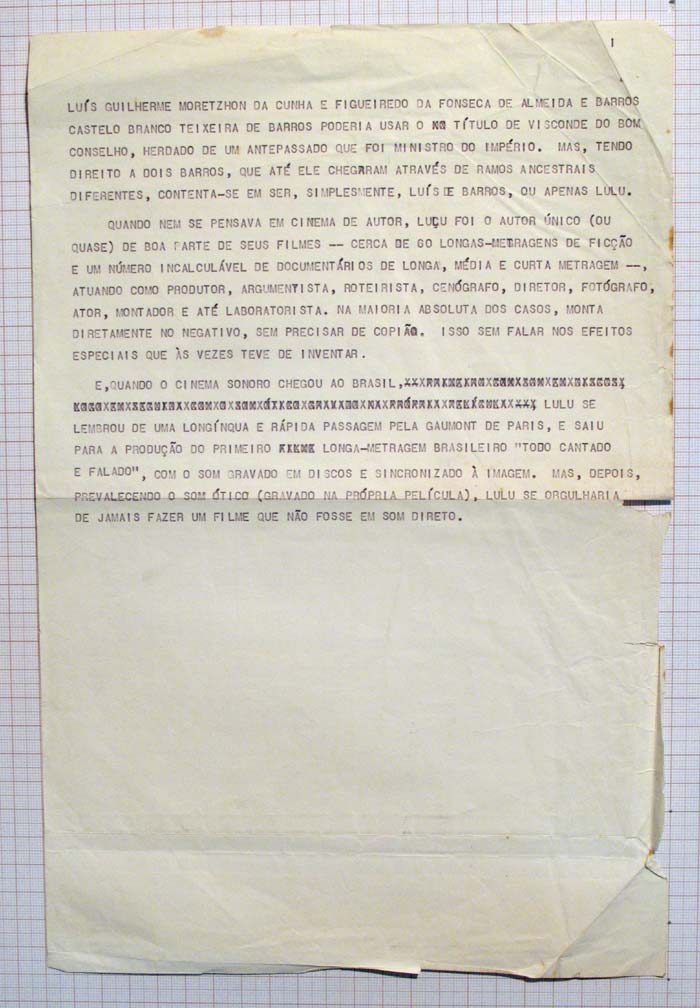 1
LUÍS GUILHERME MORETZHON DA CUNHA E FIGUEIREDO DA FONSECA DE ALMEIDA E BARROS
CASTELO BRANCO TEIXEIRA DE BARROS PODERIA USAR O TÍTULO DE VISCONDE DO BOM
CONSELHO, HERDADO DE UM ANTEPASSADO QUE FOI MINISTRO DO IMPÉRIO. MAS, TENDO
DIREITO A DOIS BARROS, QUE ATÉ ELE CHEGRRAM ATRAVÉS DE RAMOS ANCESTRAIS
DIFERENTES, CONTENTA-SE EM SER, SIMPLESMENTE, LUÍS DE BARROS, OU APENAS LULU.
QUANDO NEM SE PENSAVA EM CINEMA DE AUTOR, LUÇU FOI O AUTOR ÚNICO (OU
QUASE) DE BOA PARTE DE SEUS FILMES -- CERCA DE 60 LONGAS-METRAGENS DE FICÇÃO
E UM NÚMERO INCALCULÁVEL DE DOCUMENTÁRIOS DE LONGA, MÉDIA E CURTA METRAGEM --,
ATUANDO COMO PRODUTOR, ARGUMENTISTA, ROTEIRISTA, CENÓGRAFO, DIRETOR, FOTÓGRAFO,
ATOR, MONTADOR E ATÉ LABORATORISTA. NA MAIORIA ABSOLUTA DOS CASOS, MONTA
DIRETAMENTE NO NEGATIVO, SEM PRECISAR DE COPIÃO. ISSO SEM FALAR NOS EFEITOS
ESPECIAIS QUE ÀS VEZES TEVE DE INVENTAR.
E, QUANDO O CINEMA SONORO CHEGOU AO BRASIL,
LULU SE
LEMBROU DE UMA LONGÍNQUA E RÁPIDA PASSAGEM PELA GAUMONT DE PARIS, E SAIU
PARA A PRODUÇÃO DO PRIMEIRO LONGA-METRAGEM BRASILEIRO "TODO CANTADO
E FALADO", COM O SOM GRAVADO EM DISCOS E SINCRONIZADO À IMAGEM. MAS, DEPOIS,
PREVALECENDO O SOM ÓTICO (GRAVADO NA PRÓPRIA PELÍCULA), LULU SE ORGULHARIA
DE JAMAIS FAZER UM FILME QUE NÃO FOSSE EM SOM DIRETO.